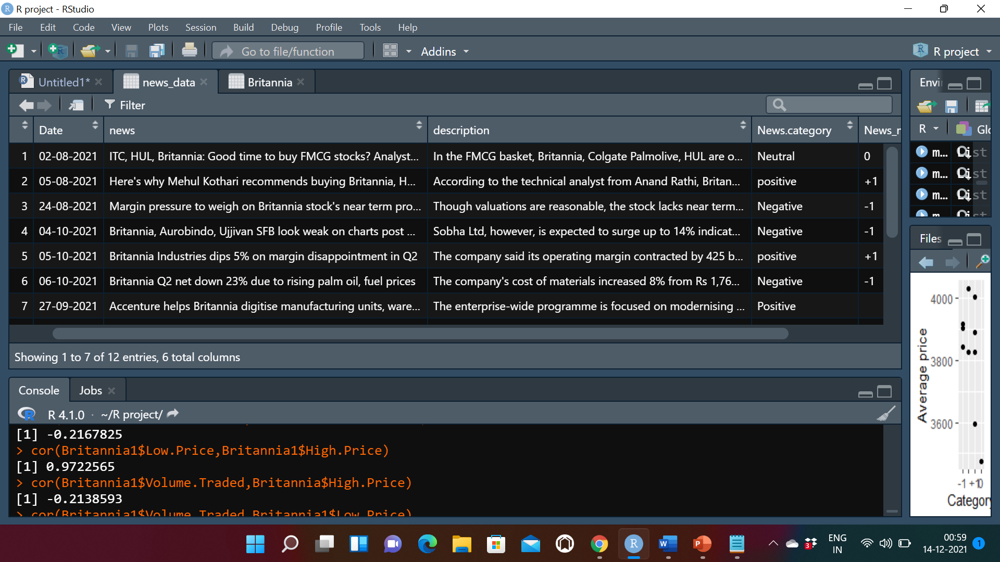 R project - RStudio
File Edit Code View Plots Session Build Debug Profile Tools Help
Go to file/function Addins R project
Untitled1* news_data Britannia
Filter
Date news description News.category News_r
1 02-08-2021 ITC, HUL, Britannia: Good time to buy FMCG stocks? Analyst... In the FMCG basket, Britannia, Colgate Palmolive, HUL are o... Neutral 0
2 05-08-2021 Here's why Mehul Kothari recommends buying Britannia, H... According to the technical analyst from Anand Rathi, Britan... positive +1
3 24-08-2021 Margin pressure to weigh on Britannia stock's near term pro... Though valuations are reasonable, the stock lacks near term... Negative -1
4 04-10-2021 Britannia, Aurobindo, Ujjivan SFB look weak on charts post ... Sobha Ltd, however, is expected to surge up to 14% indicat... Negative -1
5 05-10-2021 Britannia Industries dips 5% on margin disappointment in Q2 The company said its operating margin contracted by 425 b... positive +1
6 06-10-2021 Britannia Q2 net down 23% due to rising palm oil, fuel prices The company's cost of materials increased 8% from Rs 1,76... Negative -1
7 27-09-2021 Accenture helps Britannia digitise manufacturing units, ware... The enterprise-wide programme is focused on modernising ... Positive
Showing 1 to 7 of 12 entries, 6 total columns
Console Jobs
R 4.1.0 · ~/R project/
[1] -0.2167825
> cor(Britannia1$Low.Price,Britannia1$High.Price)
[1] 0.9722565
> cor(Britannia1$Volume.Traded,Britannia$High.Price)
[1] -0.2138593
> cor(Britannia1$Volume.Traded,Britannia1$Low.Price)
Envi
R Glo
m... List
m... List
m... List
Files
4000
3800
3600
Average price
-1 +1 0
Category
ENG
IN
00:59
14-12-2021
1
3